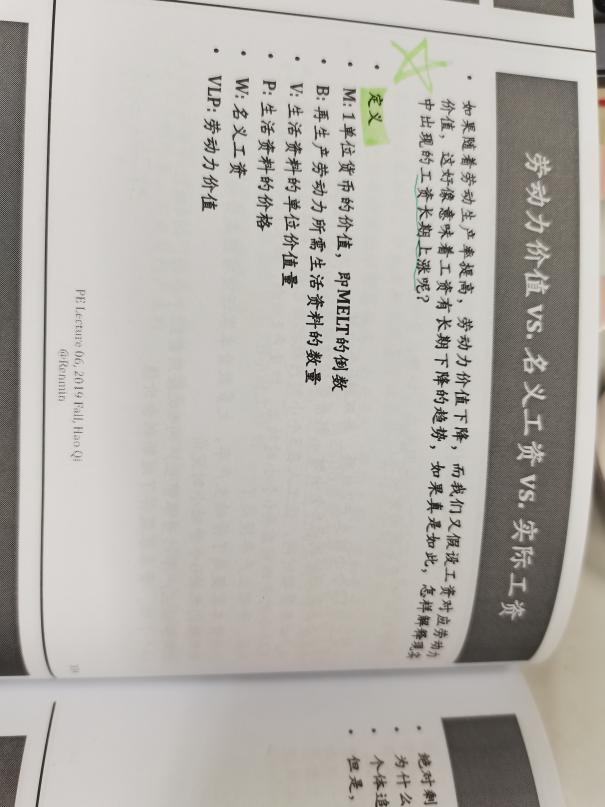 劳动力价值 vs. 名义工资 vs. 实际工资
• 如果随着劳动生产率提高，劳动力价值下降，而我们又假设工资对应劳动力
价值，这好像意味着工资有长期下降的趋势，如果真是如此，怎样解释现实
中出现的工资长期上涨呢？
• 定义
• M: 1单位货币的价值，即MELT的倒数
• B: 再生产劳动力所需生活资料的数量
• V: 生活资料的单位价值量
• P: 生活资料的价格
• W: 名义工资
• VLP: 劳动力价值
PE Lecture 06, 2019 Fall, Hao Qi
@Renmin
• 绝对剩
• 为什么
• 个体追
• 但是，